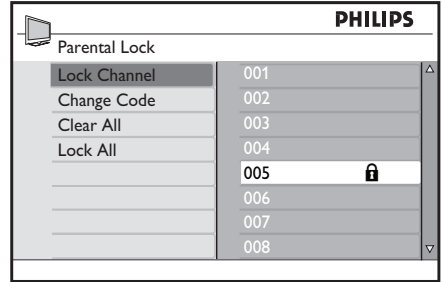 PHILIPS
Parental Lock
Lock Channel
Change Code
Clear All
Lock All
001
002
003
004
005
006
007
008